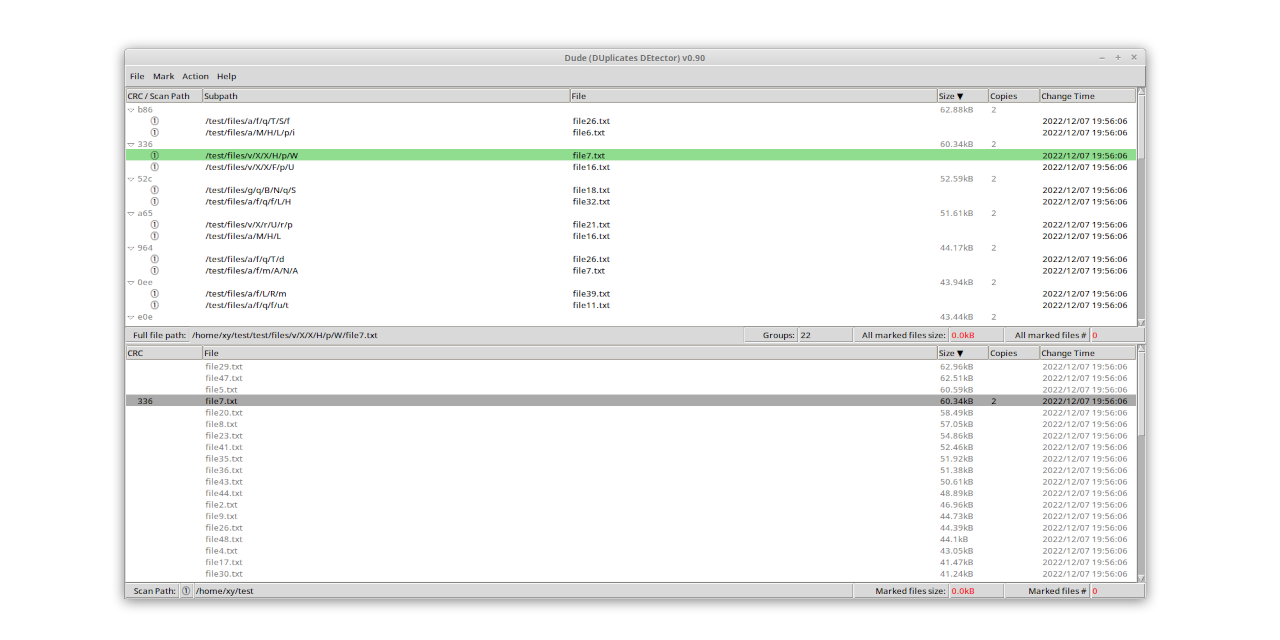 Dude (DUplicates DEtector) v0.90
File Mark Action Help
CRC / Scan Path Subpath File Size ▼ Copies Change Time
b86 62.88kB 2
① /test/files/a/f/q/T/S/f file26.txt 2022/12/07 19:56:06
① /test/files/a/M/H/L/p/i file6.txt 2022/12/07 19:56:06
336 60.34kB 2
① /test/files/v/X/X/H/p/W file7.txt 2022/12/07 19:56:06
① /test/files/v/X/X/F/p/U file16.txt 2022/12/07 19:56:06
52c 52.59kB 2
① /test/files/g/q/B/N/q/S file18.txt 2022/12/07 19:56:06
① /test/files/a/f/q/f/L/H file32.txt 2022/12/07 19:56:06
a65 51.61kB 2
① /test/files/v/X/r/U/r/p file21.txt 2022/12/07 19:56:06
① /test/files/a/M/H/L file16.txt 2022/12/07 19:56:06
964 44.17kB 2
① /test/files/a/f/q/T/d file26.txt 2022/12/07 19:56:06
① /test/files/a/f/m/A/N/A file7.txt 2022/12/07 19:56:06
0ee 43.94kB 2
① /test/files/a/f/L/R/m file39.txt 2022/12/07 19:56:06
① /test/files/a/f/q/f/u/t file11.txt 2022/12/07 19:56:06
e0e 43.44kB 2
Full file path: /home/xy/test/test/files/v/X/X/H/p/W/file7.txt Groups: 22 All marked files size: 0.0kB All marked files # 0
CRC File Size ▼ Copies Change Time
file29.txt 62.96kB 2022/12/07 19:56:06
file47.txt 62.51kB 2022/12/07 19:56:06
file5.txt 60.59kB 2022/12/07 19:56:06
336 file7.txt 60.34kB 2 2022/12/07 19:56:06
file20.txt 58.49kB 2022/12/07 19:56:06
file8.txt 57.05kB 2022/12/07 19:56:06
file23.txt 54.86kB 2022/12/07 19:56:06
file41.txt 52.46kB 2022/12/07 19:56:06
file35.txt 51.92kB 2022/12/07 19:56:06
file36.txt 51.38kB 2022/12/07 19:56:06
file43.txt 50.61kB 2022/12/07 19:56:06
file44.txt 48.89kB 2022/12/07 19:56:06
file2.txt 46.96kB 2022/12/07 19:56:06
file9.txt 44.73kB 2022/12/07 19:56:06
file26.txt 44.39kB 2022/12/07 19:56:06
file48.txt 44.1kB 2022/12/07 19:56:06
file4.txt 43.05kB 2022/12/07 19:56:06
file17.txt 41.47kB 2022/12/07 19:56:06
file30.txt 41.24kB 2022/12/07 19:56:06
Scan Path: ① /home/xy/test Marked files size: 0.0kB Marked files # 0